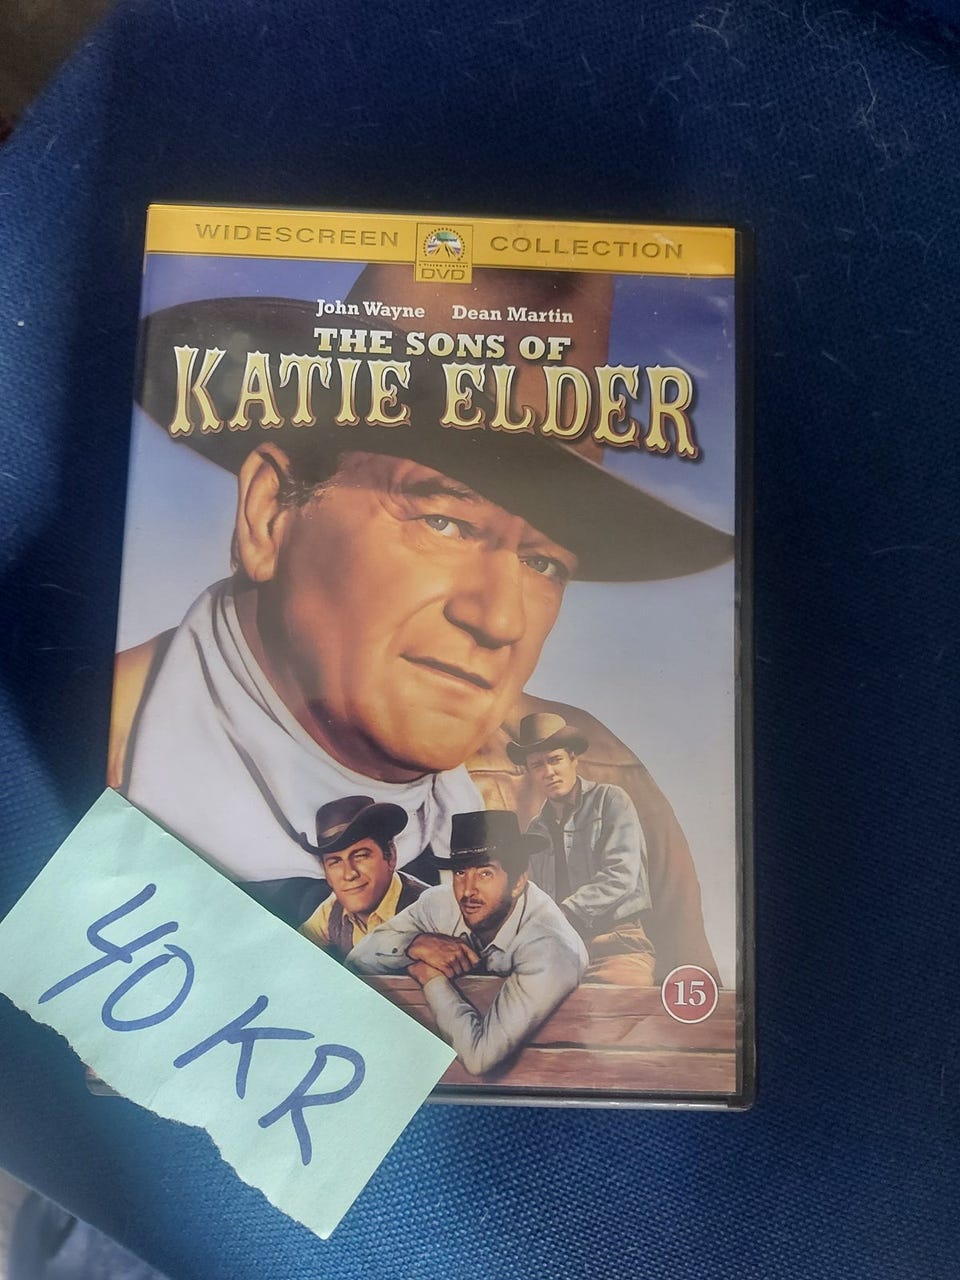 WIDESCREEN COLLECTION
DVD
John Wayne Dean Martin
THE SONS OF
KATIE ELDER
15
40 KR